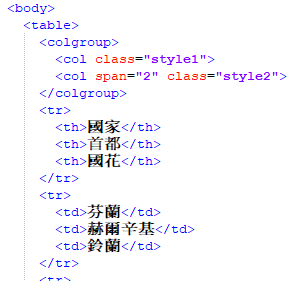 <body>
<table>
<colgroup>
<col class="style1">
<col span="2" class="style2">
</colgroup>
<tr>
<th>國家</th>
<th>首都</th>
<th>國花</th>
</tr>
<tr>
<td>芬蘭</td>
<td>赫爾辛基</td>
<td>鈴蘭</td>
</tr>
<tr>